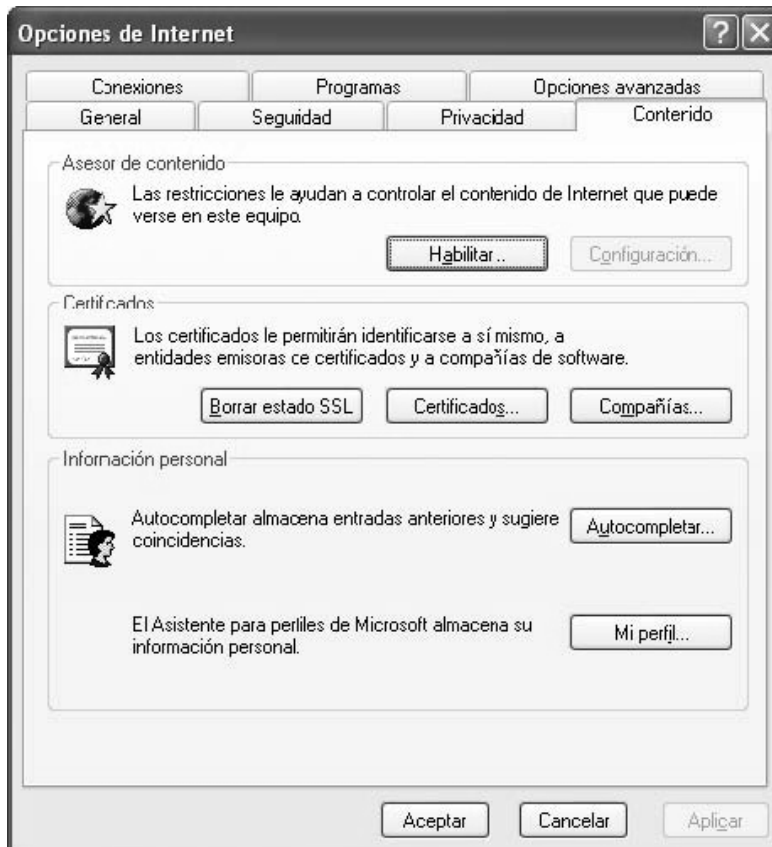 Opciones de Internet
Conexiones Programas Opciones avanzadas
General Seguridad Privacidad Contenido
Asesor de contenido
Las restricciones le ayudan a controlar el contenido de Internet que puede
verse en este equipo.
Habilitar... Configuración...
Certificados
Los certificados le permitirán identificarse a sí mismo, a
entidades emisoras de certificados y a compañías de software.
Borrar estado SSL Certificados... Compañías...
Información personal
Autocompletar almacena entradas anteriores y sugiere
coincidencias.
Autocompletar...
El Asistente para perfiles de Microsoft almacena su
información personal.
Mi perfil...
Aceptar Cancelar Aplicar